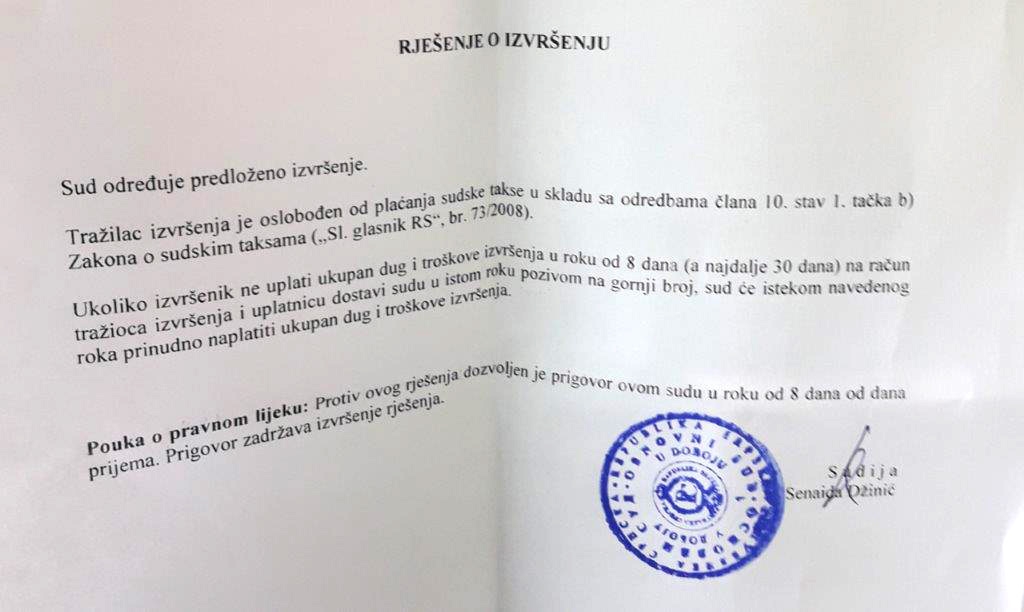 RJEŠENJE O IZVRŠENJU
Sud određuje predloženo izvršenje.
Tražilac izvršenja je oslobođen od plaćanja sudske takse u skladu sa odredbama člana 10. stav 1. tačka b)
Zakona o sudskim taksama („Sl. glasnik RS“, br. 73/2008).
Ukoliko izvršenik ne uplati ukupan dug i troškove izvršenja u roku od 8 dana (a najdalje 30 dana) na račun
tražioca izvršenja i uplatnicu dostavi sudu u istom roku pozivom na gornji broj, sud će istekom navedenog
roka prinudno naplatiti ukupan dug i troškove izvršenja.
Pouka o pravnom lijeku: Protiv ovog rješenja dozvoljen je prigovor ovom sudu u roku od 8 dana od dana
prijema. Prigovor zadržava izvršenje rješenja.
REPUBLIKA SRPSKA
OSNOVNI SUD
U DOBOJU
Sudija
Senaida Džinić